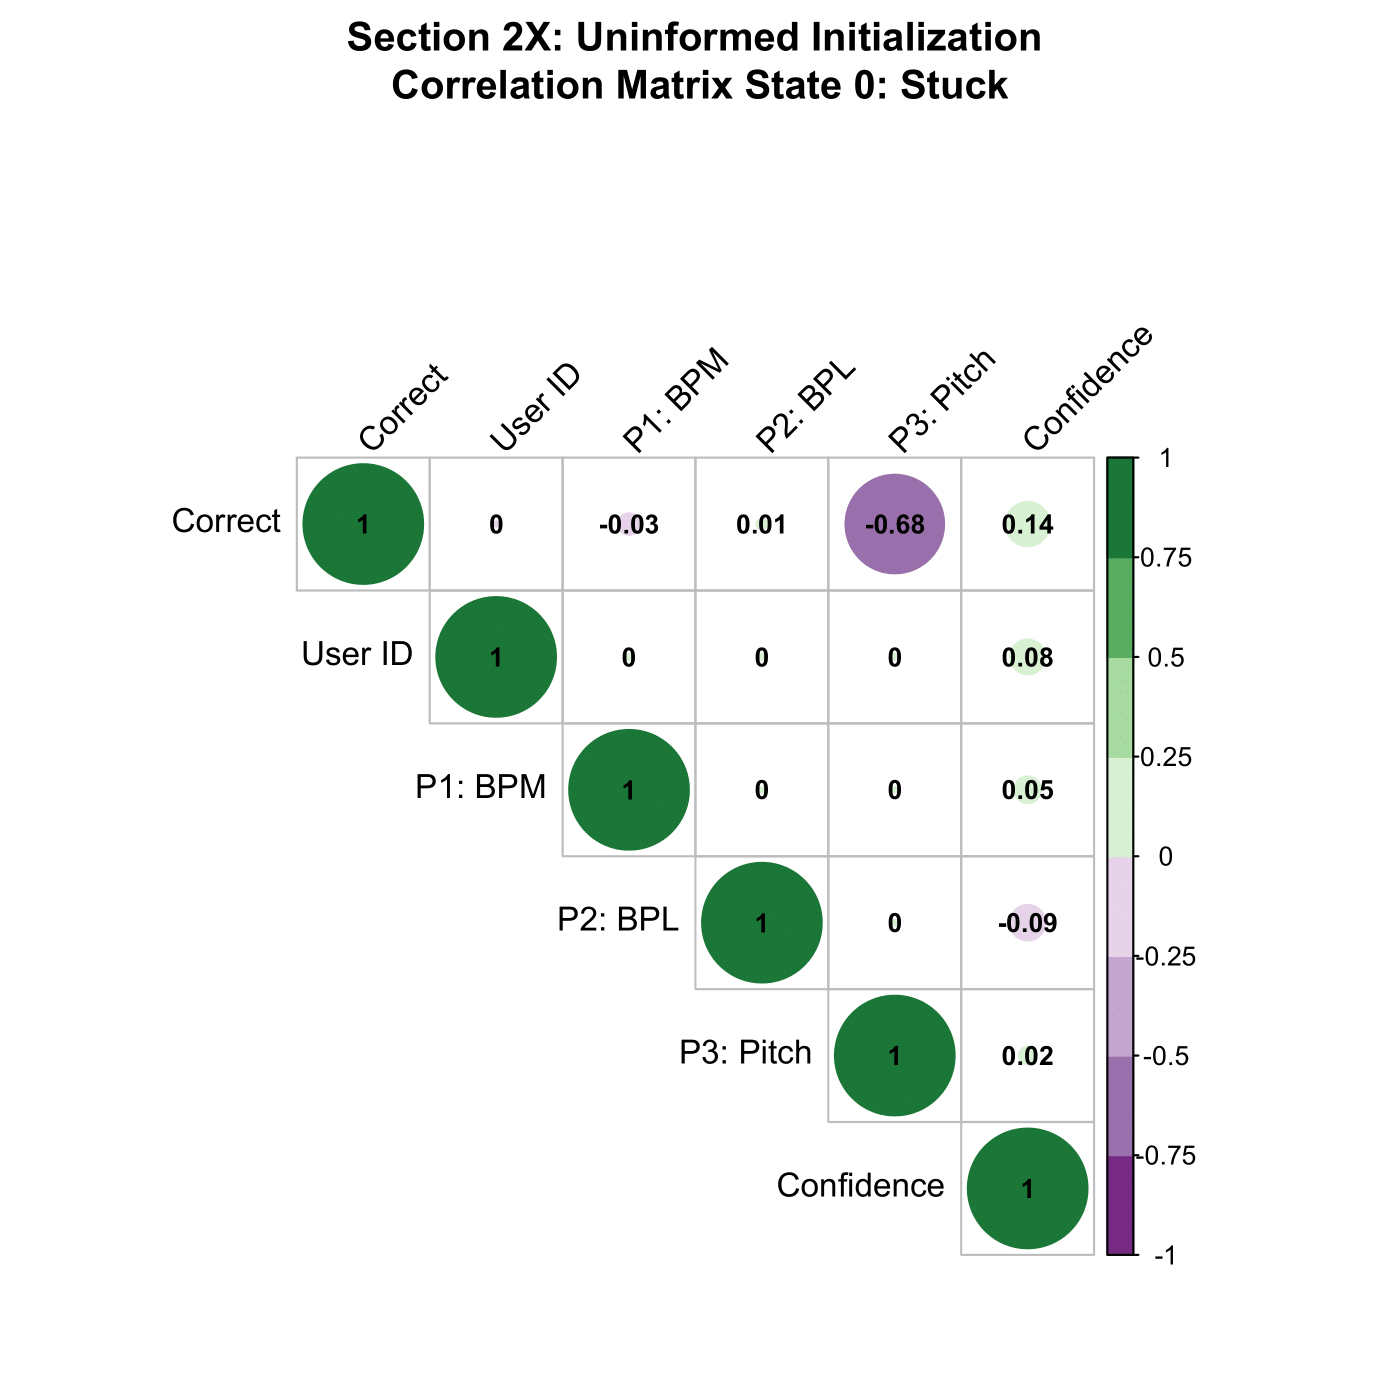 Section 2X: Uninformed Initialization
Correlation Matrix State 0: Stuck
Correct
User ID
P1: BPM
P2: BPL
P3: Pitch
Confidence
Correct 1 0 -0.03 0.01 -0.68 0.14
User ID 1 0 0 0 0.08
P1: BPM 1 0 0 0.05
P2: BPL 1 0 -0.09
P3: Pitch 1 0.02
Confidence 1
1
0.75
0.5
0.25
0
-0.25
-0.5
-0.75
-1